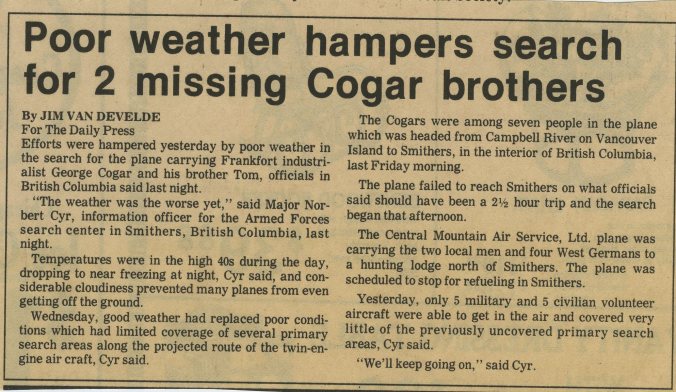 Poor weather hampers search
for 2 missing Cogar brothers
By JIM VAN DEVELDE
For The Daily Press
Efforts were hampered yesterday by poor weather in
the search for the plane carrying Frankfort industri-
alist George Cogar and his brother Tom, officials in
British Columbia said last night.
"The weather was the worse yet," said Major Nor-
bert Cyr, information officer for the Armed Forces
search center in Smithers, British Columbia, last
night.
Temperatures were in the high 40s during the day,
dropping to near freezing at night, Cyr said, and con-
siderable cloudiness prevented many planes from even
getting off the ground.
Wednesday, good weather had replaced poor condi-
tions which had limited coverage of several primary
search areas along the projected route of the twin-en-
gine air craft, Cyr said.
The Cogars were among seven people in the plane
which was headed from Campbell River on Vancouver
Island to Smithers, in the interior of British Columbia,
last Friday morning.
The plane failed to reach Smithers on what officials
said should have been a 2½ hour trip and the search
began that afternoon.
The Central Mountain Air Service, Ltd. plane was
carrying the two local men and four West Germans to
a hunting lodge north of Smithers. The plane was
scheduled to stop for refueling in Smithers.
Yesterday, only 5 military and 5 civilian volunteer
aircraft were able to get in the air and covered very
little of the previously uncovered primary search
areas, Cyr said.
"We'll keep going on," said Cyr.